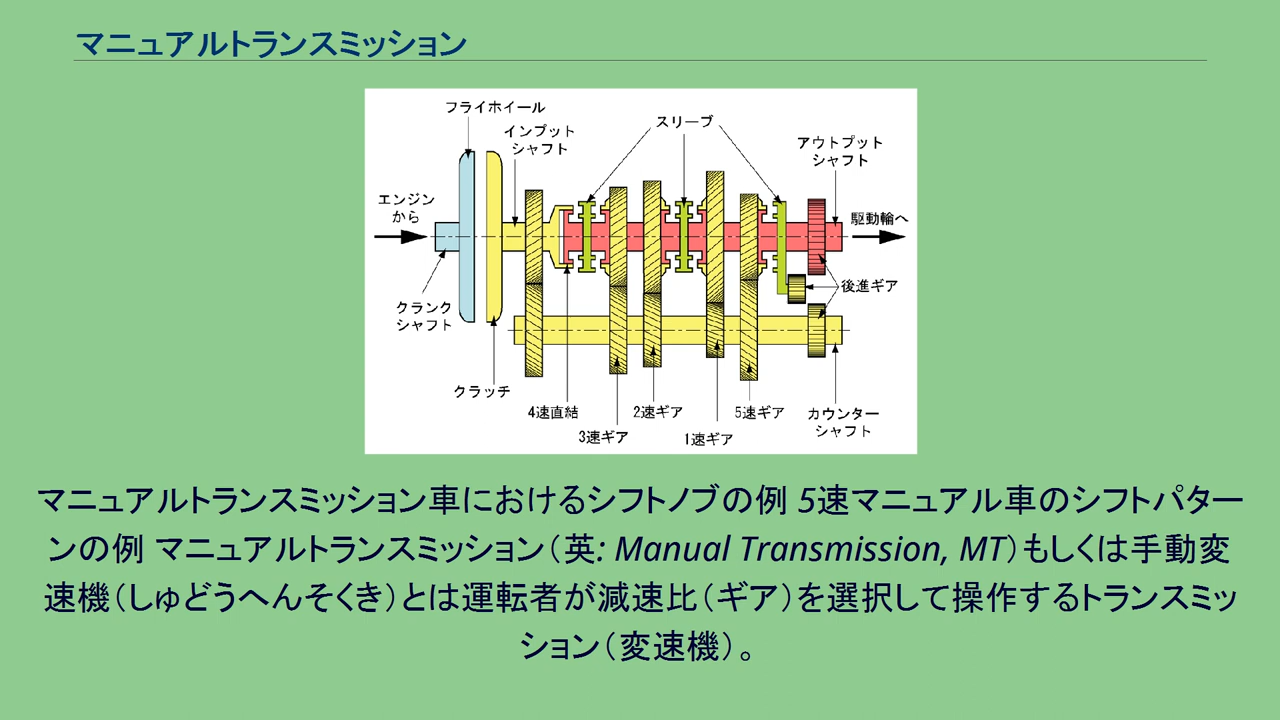 マニュアルトランスミッション
フライホイール
インプット
シャフト
スリーブ
アウトプット
シャフト
エンジン
から
駆動輪へ
後進ギア
クランク
シャフト
クラッチ
4速直結
3速ギア
2速ギア
1速ギア
5速ギア
カウンター
シャフト
マニュアルトランスミッション車におけるシフトノブの例 5速マニュアル車のシフトパター
ンの例 マニュアルトランスミッション（英: Manual Transmission, MT）もしくは手動変
速機（しゅどうへんそくき）とは運転者が減速比（ギア）を選択して操作するトランスミッ
ション（変速機）。